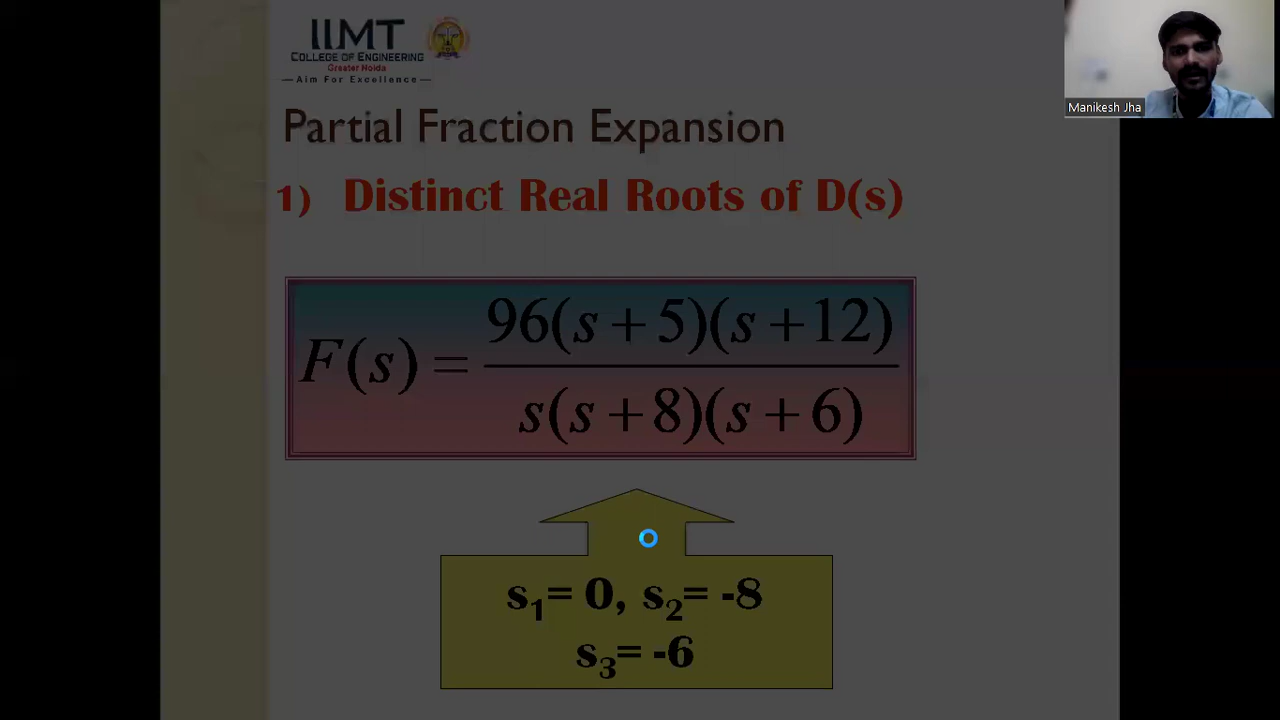 IIMT
COLLEGE OF ENGINEERING
Greater Noida
—Aim For Excellence—
Manikesh Jha
Partial Fraction Expansion
1) Distinct Real Roots of D(s)
F(s) = 96(s+5)(s+12) / s(s+8)(s+6)
s₁= 0, s₂= -8
s₃= -6